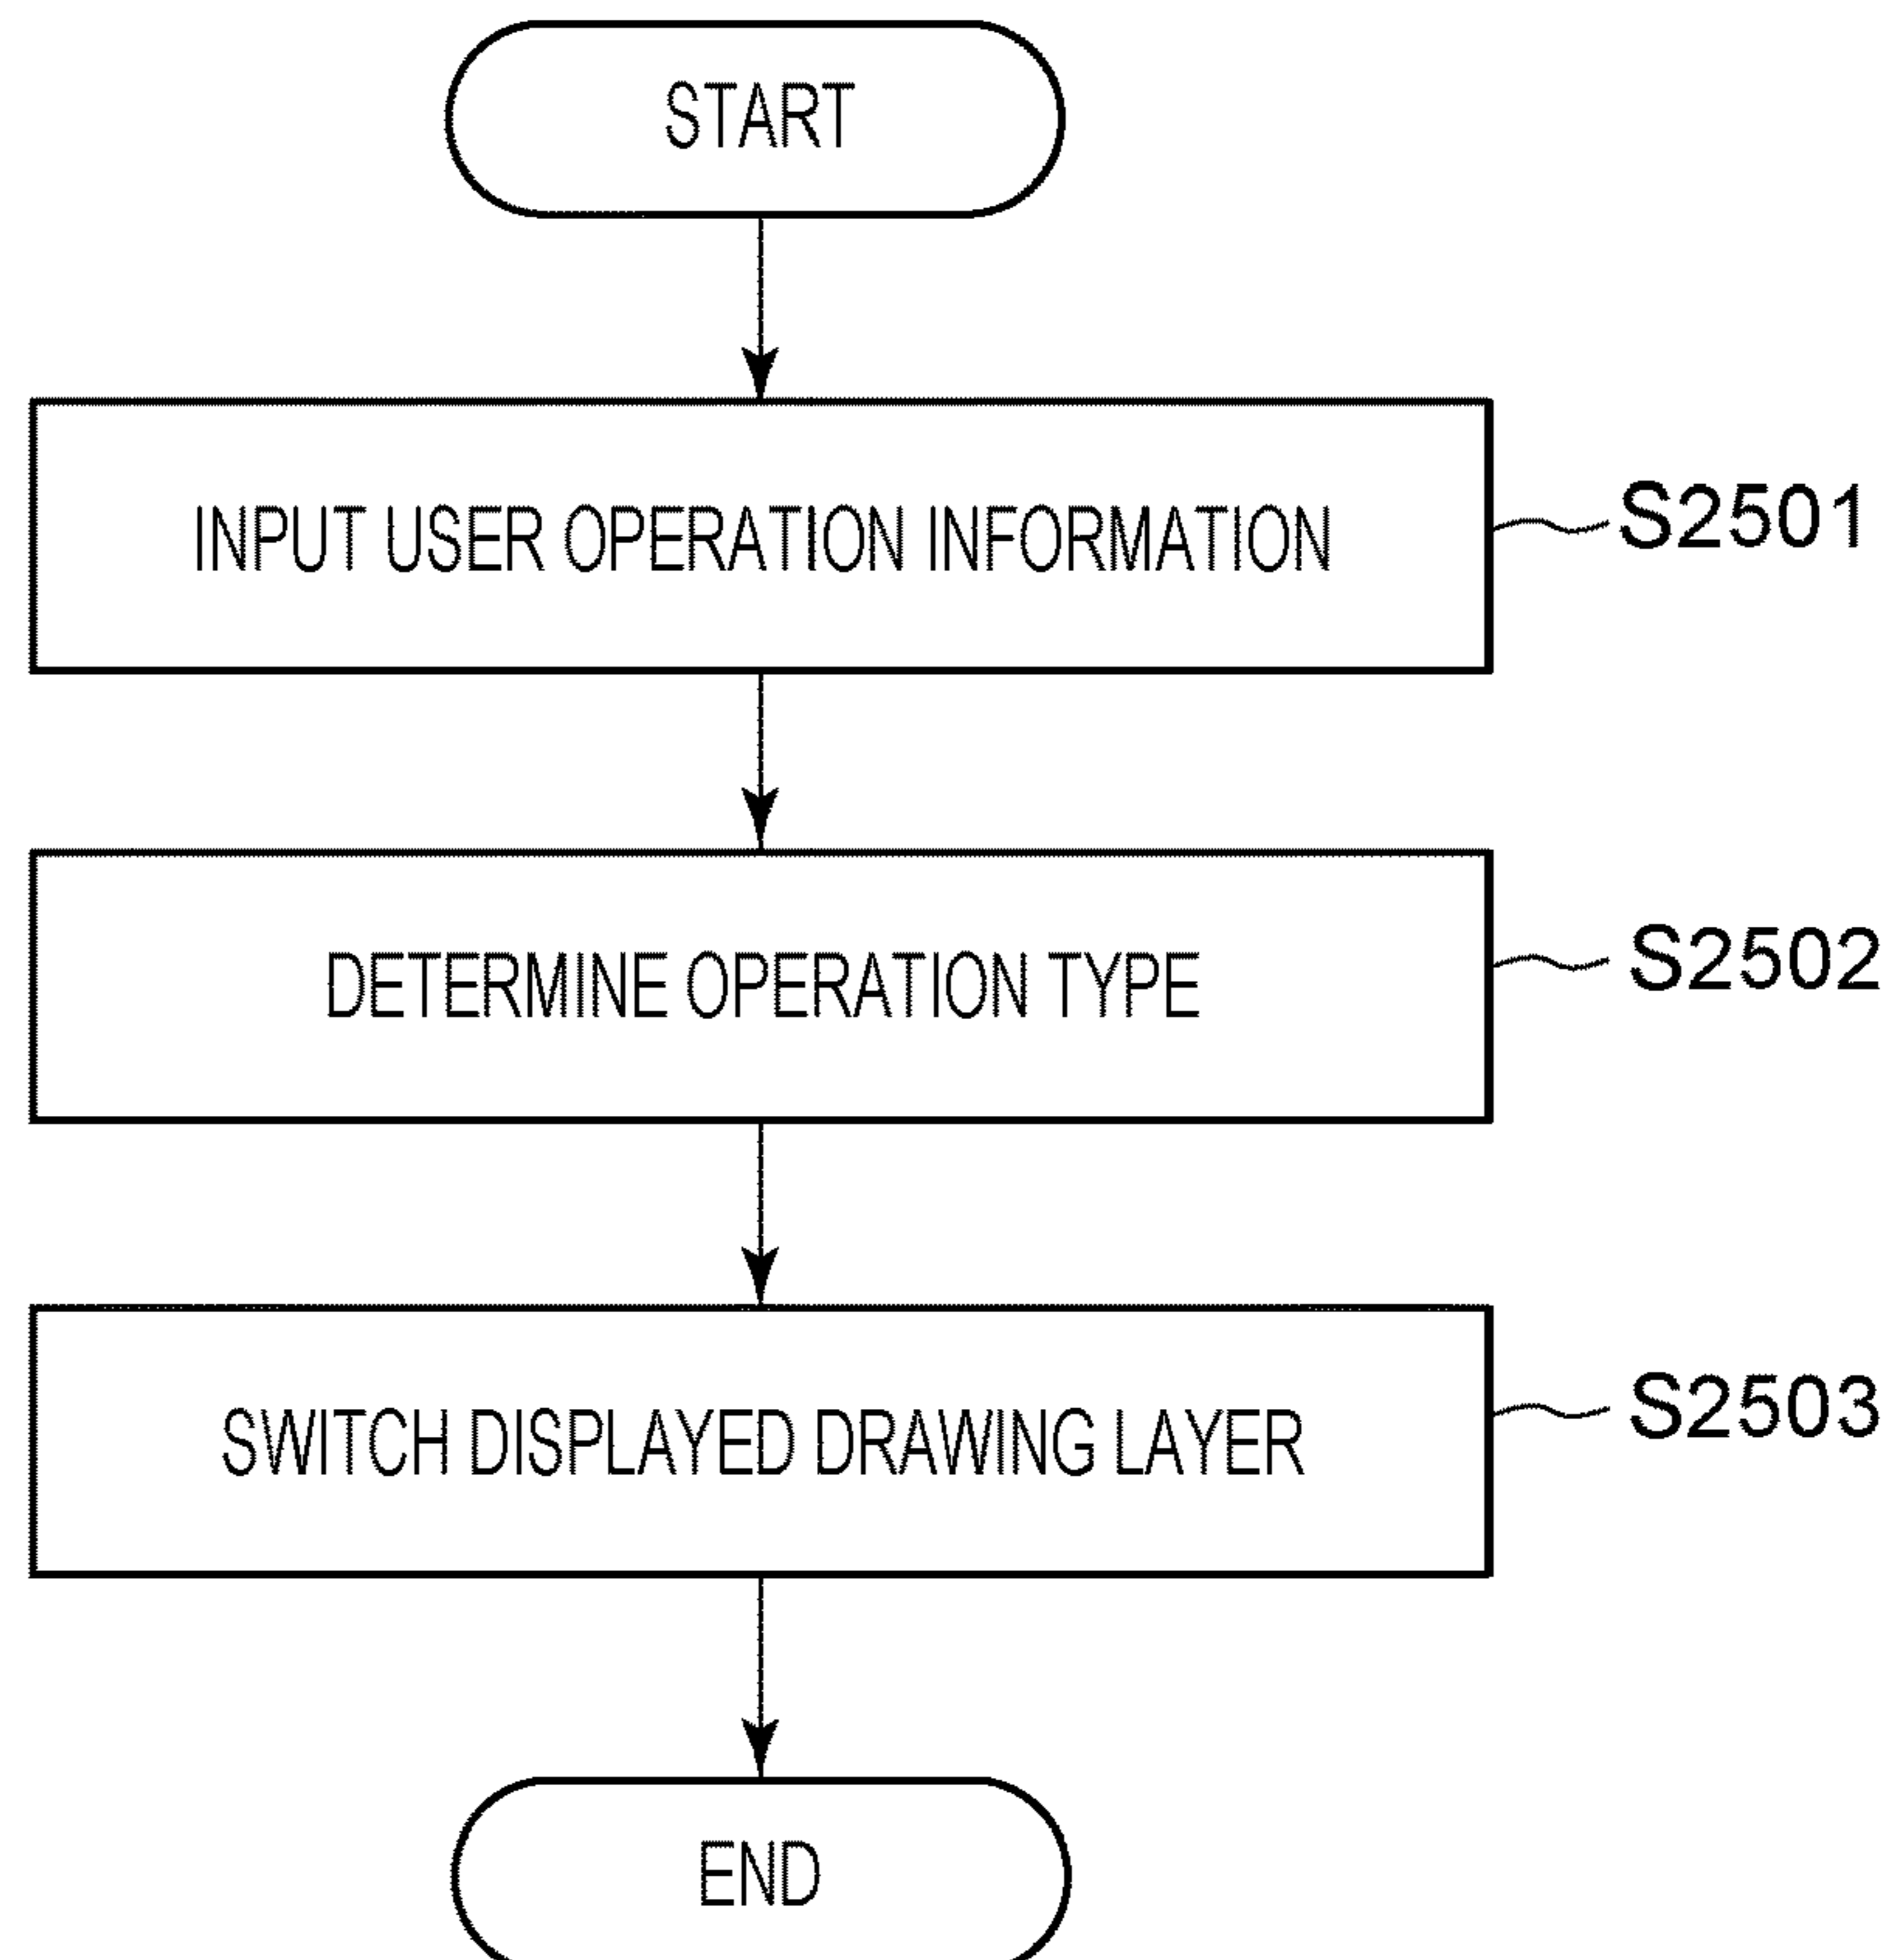 START
INPUT USER OPERATION INFORMATION
S2501
DETERMINE OPERATION TYPE
S2502
SWITCH DISPLAYED DRAWING LAYER
S2503
END